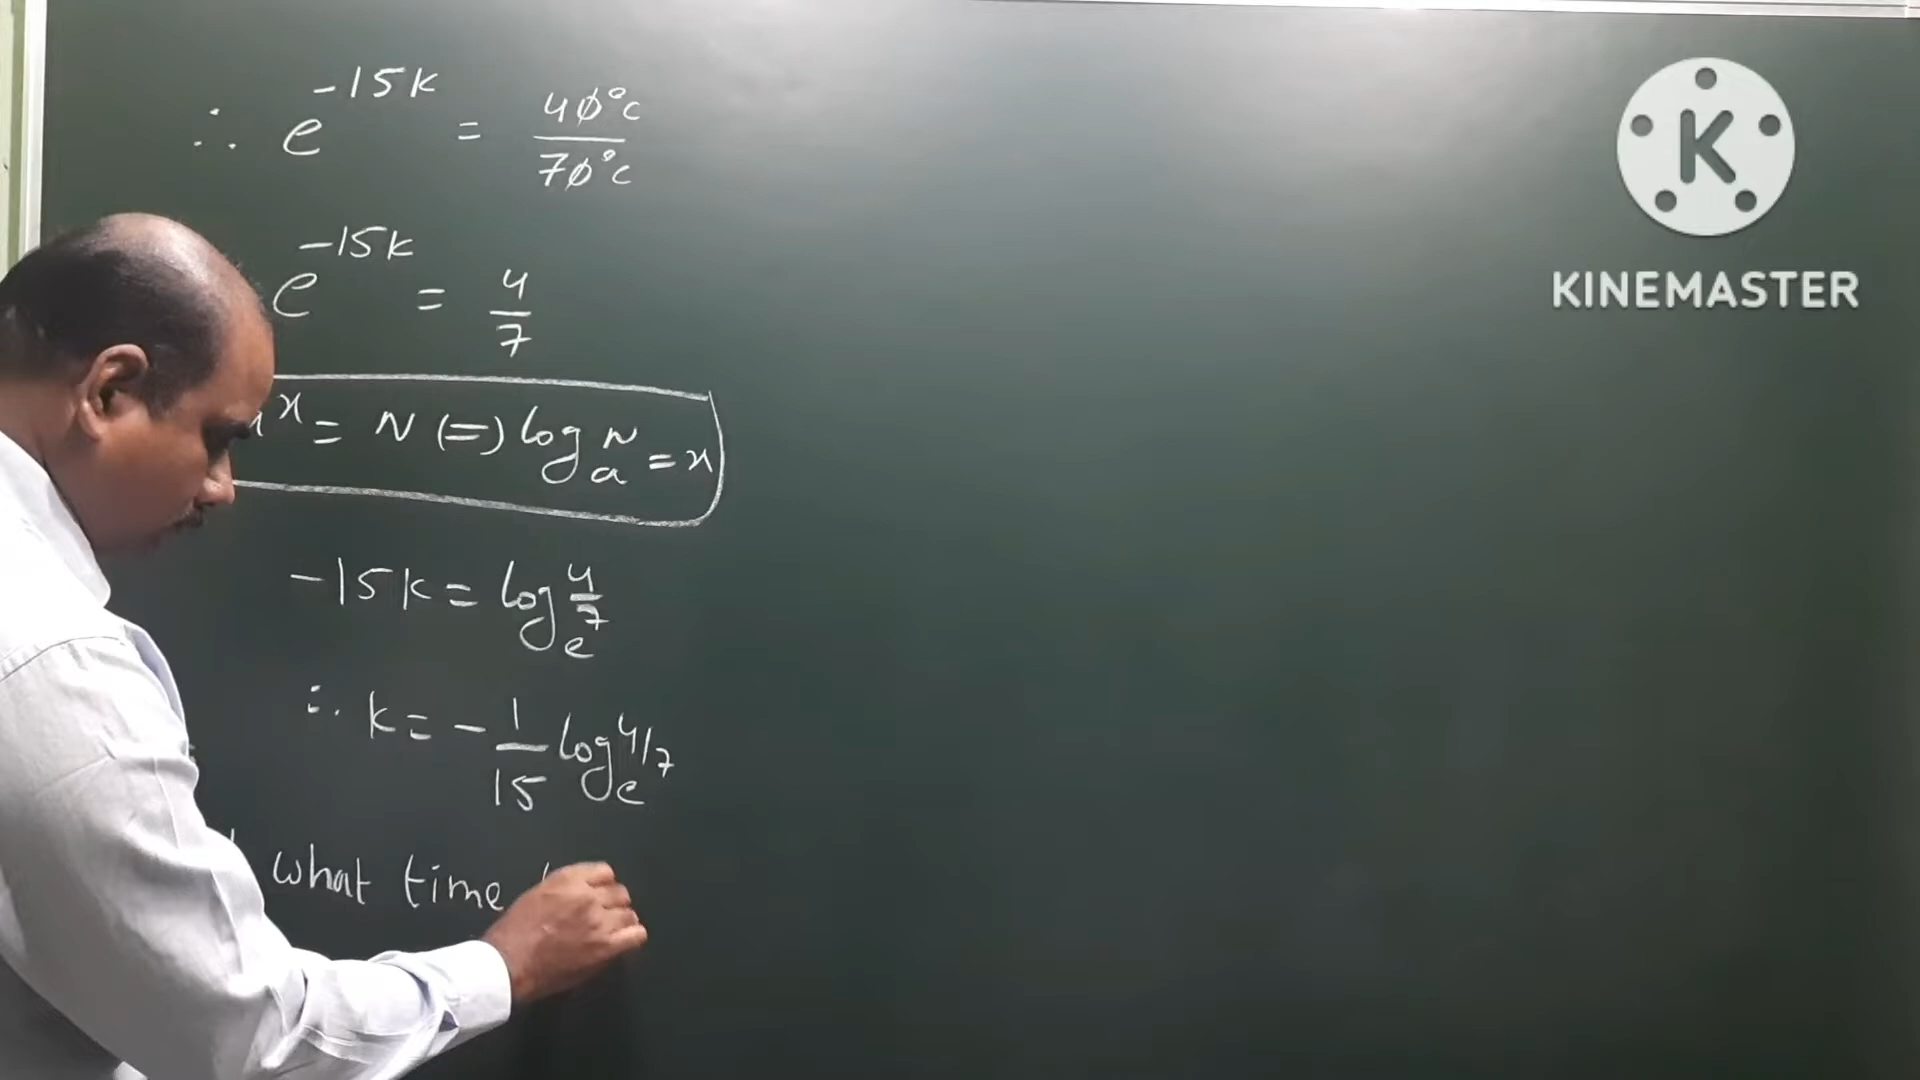 ∴ e^{-15k} = 40°c / 70°c
e^{-15k} = 4/7
x = N (=) log_a N = x
-15k = log_e 4/7
∴ k = - 1/15 log_e 4/7
what time
K
KINEMASTER